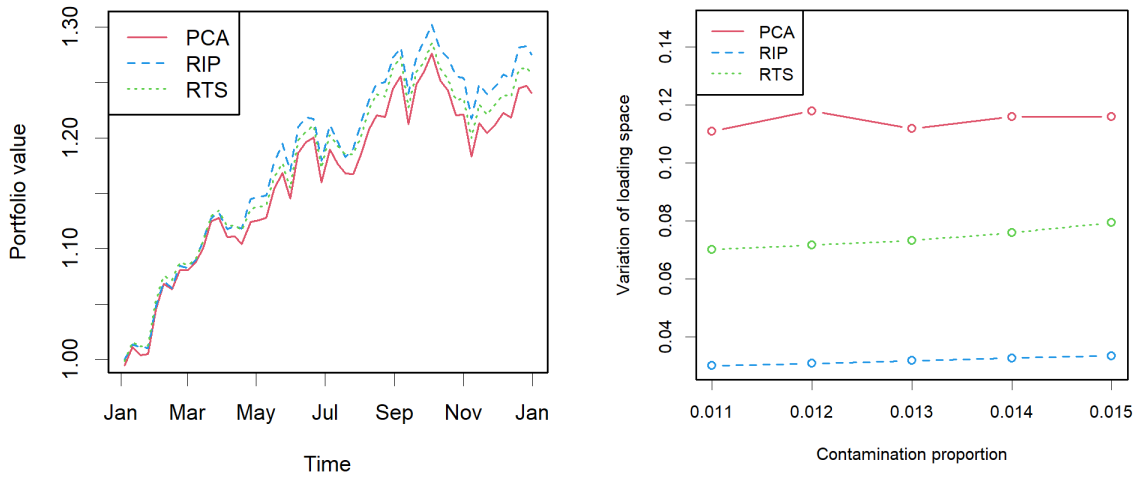 PCA
RIP
RTS
Portfolio value
1.30
1.20
1.10
1.00
Jan Mar May Jul Sep Nov Jan
Time
PCA
RIP
RTS
Variation of loading space
0.14
0.12
0.10
0.08
0.06
0.04
0.011 0.012 0.013 0.014 0.015
Contamination proportion